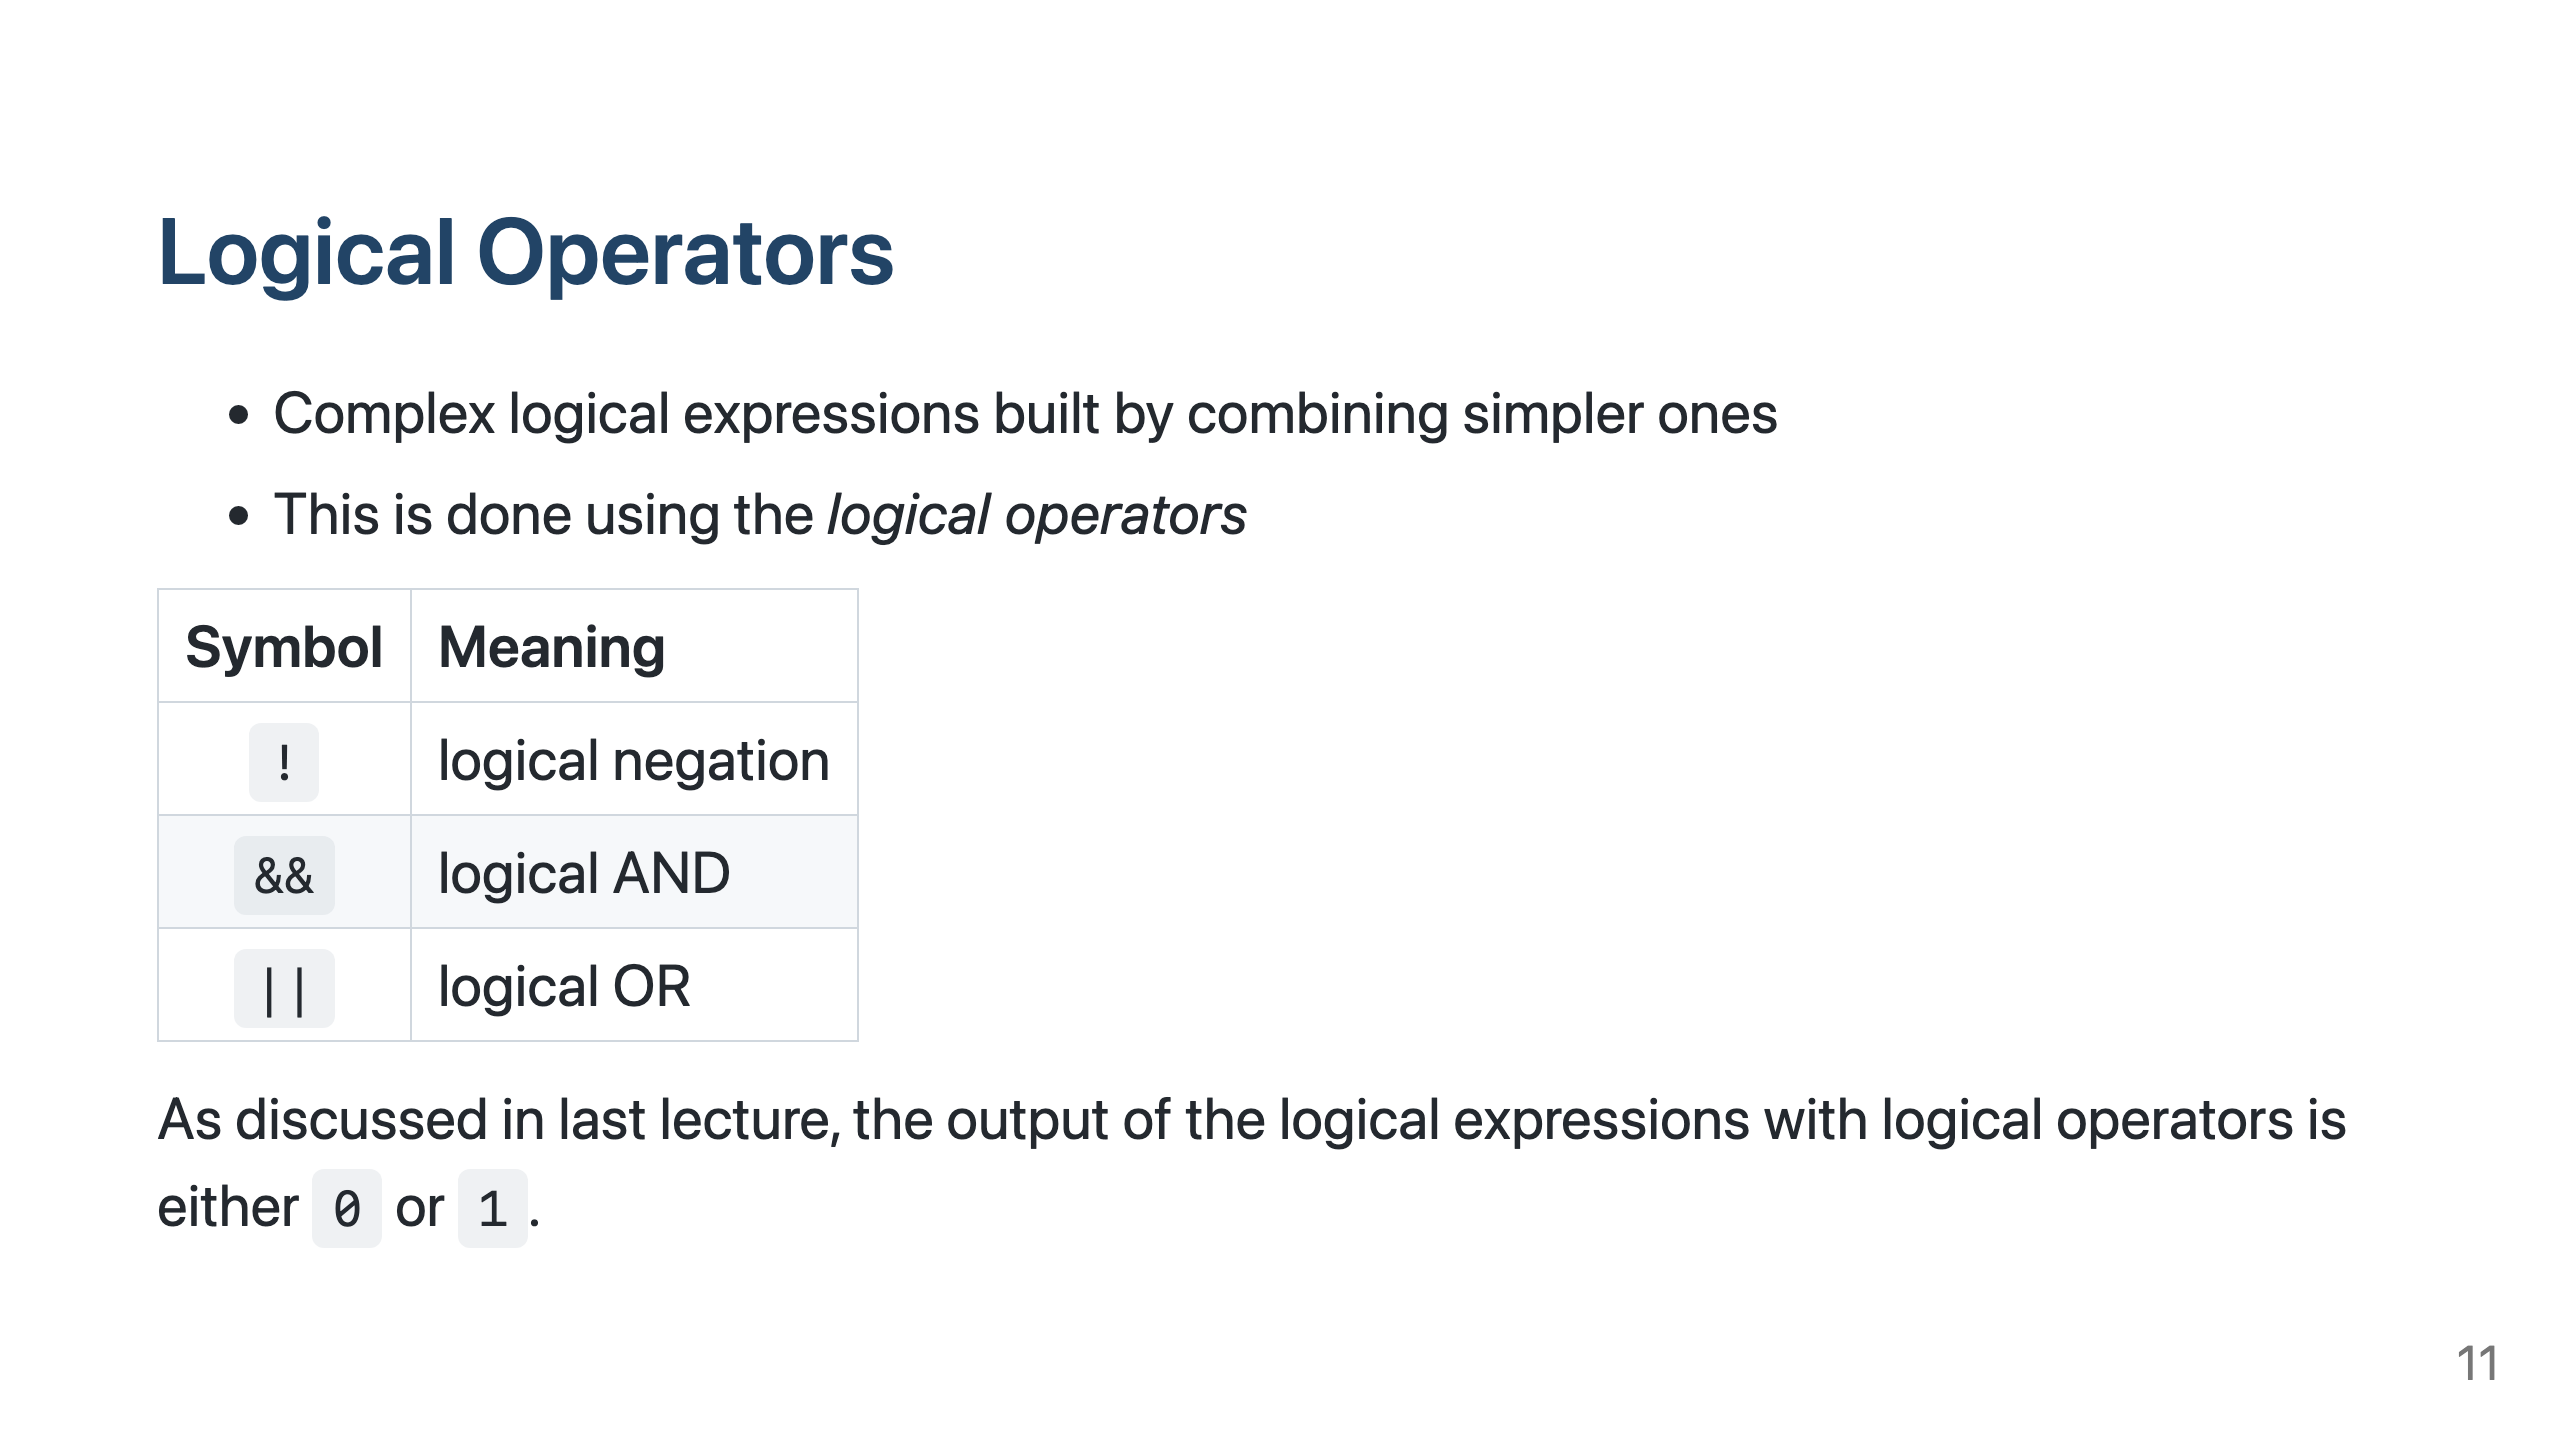 Logical Operators
• Complex logical expressions built by combining simpler ones
• This is done using the logical operators
Symbol Meaning
! logical negation
&& logical AND
|| logical OR
As discussed in last lecture, the output of the logical expressions with logical operators is
either 0 or 1.
11